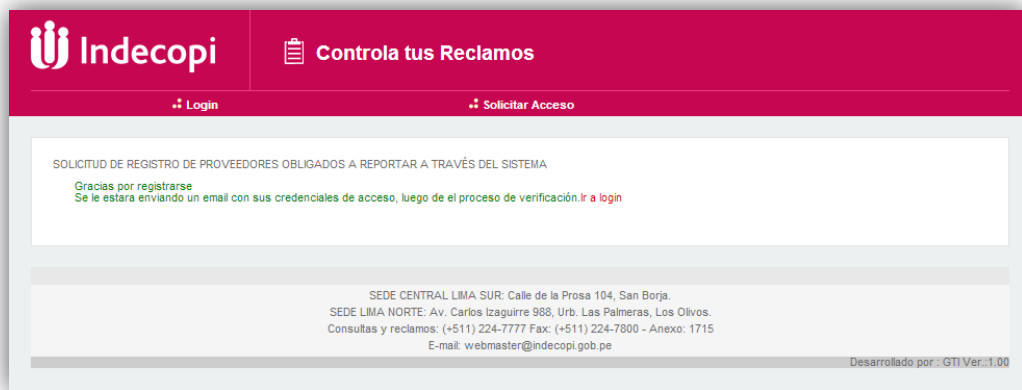 Indecopi
Controla tus Reclamos
Login
Solicitar Acceso
SOLICITUD DE REGISTRO DE PROVEEDORES OBLIGADOS A REPORTAR A TRAVÉS DEL SISTEMA
Gracias por registrarse
Se le estara enviando un email con sus credenciales de acceso, luego de el proceso de verificación.Ir a login
SEDE CENTRAL LIMA SUR: Calle de la Prosa 104, San Borja.
SEDE LIMA NORTE: Av. Carlos Izaguirre 988, Urb. Las Palmeras, Los Olivos.
Consultas y reclamos: (+511) 224-7777 Fax: (+511) 224-7800 - Anexo: 1715
E-mail: webmaster@indecopi.gob.pe
Desarrollado por : GTI Ver.:1.00